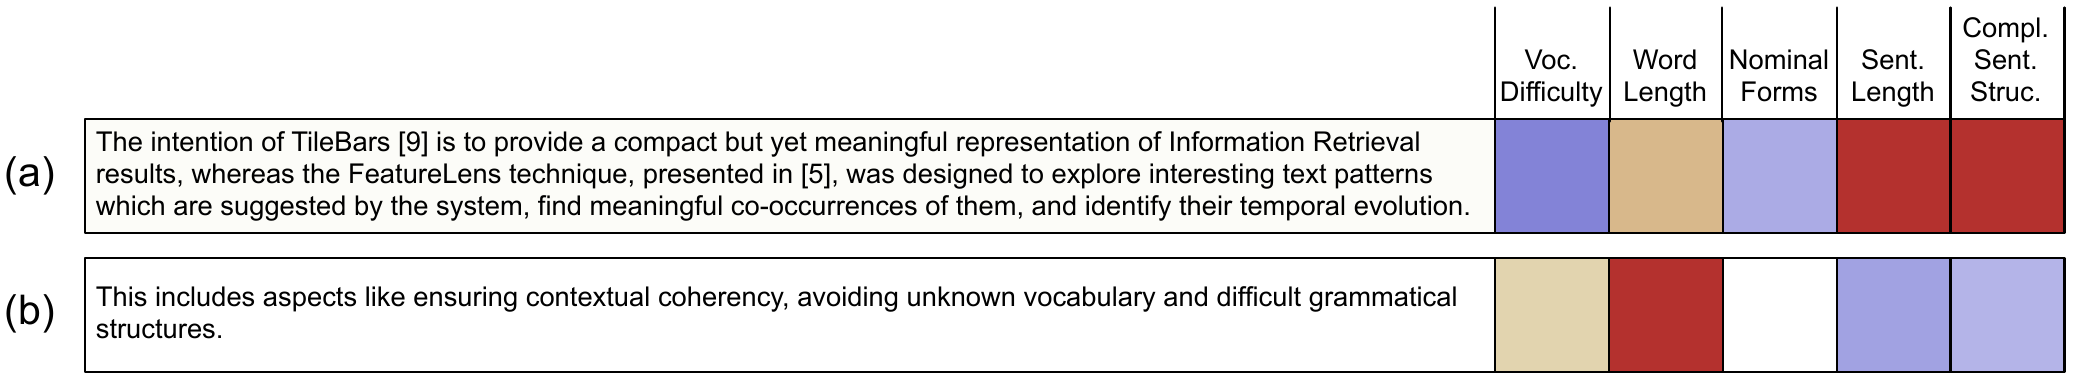 Voc.
Difficulty
Word
Length
Nominal
Forms
Sent.
Length
Compl.
Sent.
Struc.
(a)
The intention of TileBars [9] is to provide a compact but yet meaningful representation of Information Retrieval
results, whereas the FeatureLens technique, presented in [5], was designed to explore interesting text patterns
which are suggested by the system, find meaningful co-occurrences of them, and identify their temporal evolution.
(b)
This includes aspects like ensuring contextual coherency, avoiding unknown vocabulary and difficult grammatical
structures.